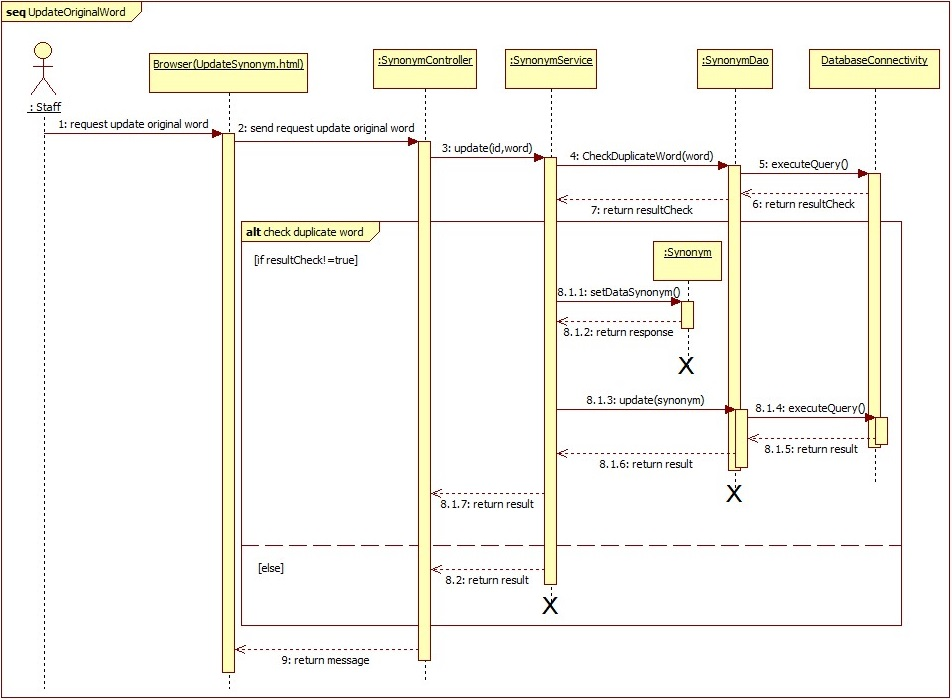 seq UpdateOriginalWord
: Staff
Browser(UpdateSynonym.html)
:SynonymController
:SynonymService
:SynonymDao
DatabaseConnectivity
1: request update original word
2: send request update original word
3: update(id,word)
4: CheckDuplicateWord(word)
5: executeQuery()
6: return resultCheck
7: return resultCheck
alt check duplicate word
[if resultCheck!=true]
:Synonym
8.1.1: setDataSynonym()
8.1.2: return response
X
8.1.3: update(synonym)
8.1.4: executeQuery()
8.1.5: return result
8.1.6: return result
X
8.1.7: return result
[else]
8.2: return result
X
9: return message